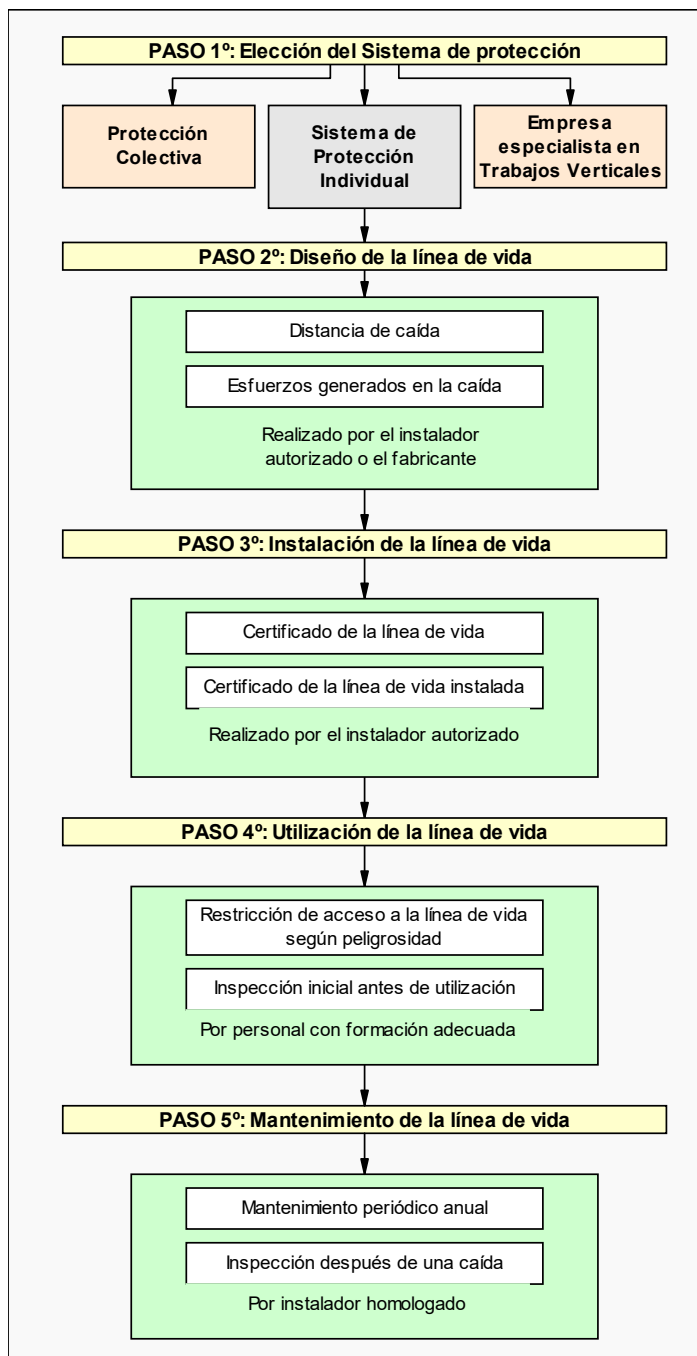 PASO 1º: Elección del Sistema de protección
Protección
Colectiva
Sistema de
Protección
Individual
Empresa
especialista en
Trabajos Verticales
PASO 2º: Diseño de la línea de vida
Distancia de caída
Esfuerzos generados en la caída
Realizado por el instalador
autorizado o el fabricante
PASO 3º: Instalación de la línea de vida
Certificado de la línea de vida
Certificado de la línea de vida instalada
Realizado por el instalador autorizado
PASO 4º: Utilización de la línea de vida
Restricción de acceso a la línea de vida
según peligrosidad
Inspección inicial antes de utilización
Por personal con formación adecuada
PASO 5º: Mantenimiento de la línea de vida
Mantenimiento periódico anual
Inspección después de una caída
Por instalador homologado